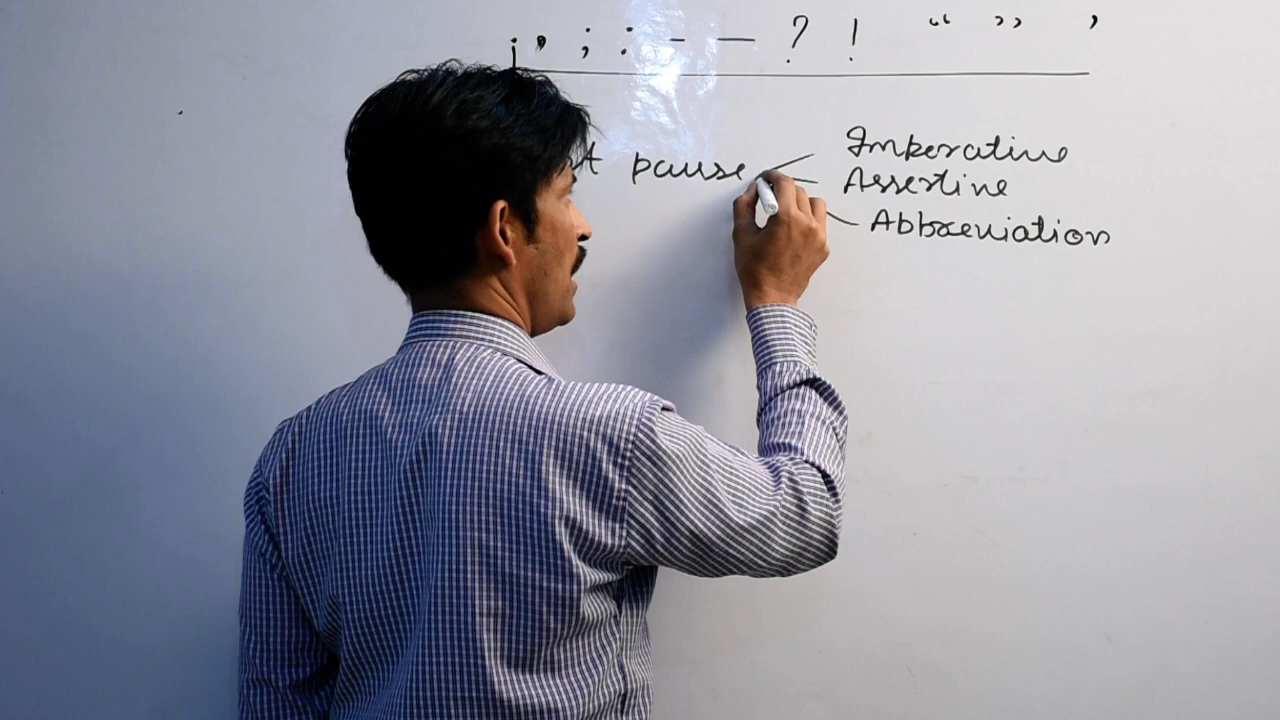 , ; : - — ? ! “ ” ’
pause
Imperative
Assertive
Abbreviation